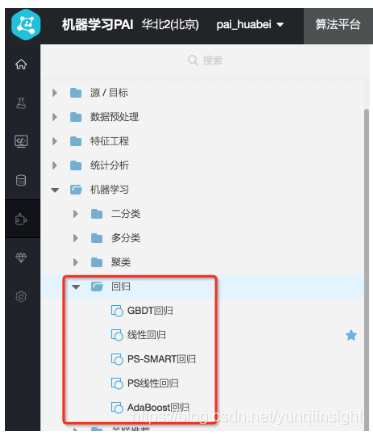 机器学习PAI 华北2(北京) pai_huabei 算法平台
搜索
源 / 目标
数据预处理
特征工程
统计分析
机器学习
二分类
多分类
聚类
回归
GBDT回归
线性回归
PS-SMART回归
PS线性回归
AdaBoost回归
https://blog.csdn.net/yunqiinsight